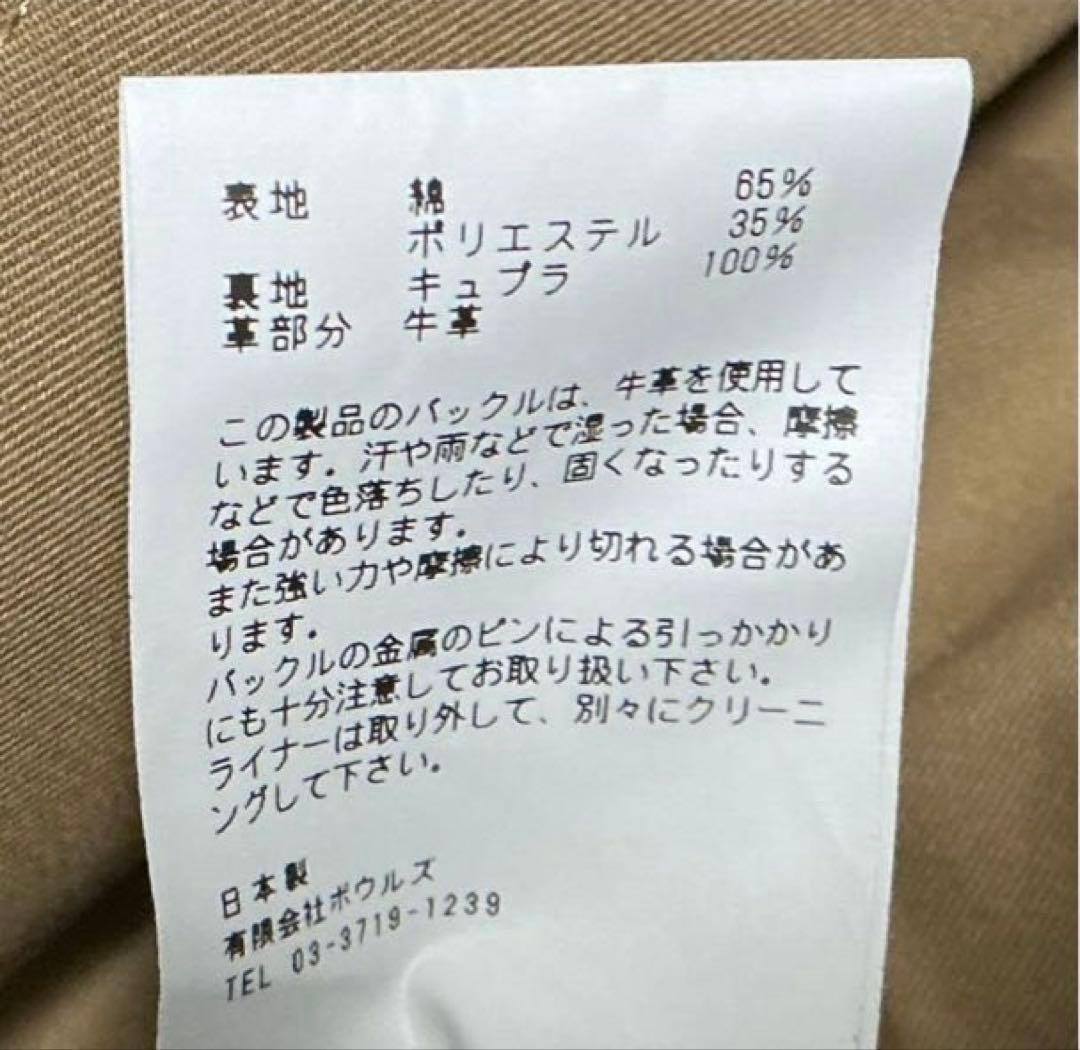 表地 綿 65%
ポリエステル 35%
裏地 キュプラ 100%
革部分 牛革
この製品のバックルは、牛革を使用して
います。汗や雨などで湿った場合、摩擦
などで色落ちしたり、固くなったりする
場合があります。
また強い力や摩擦により切れる場合があ
ります。
バックルの金属のピンによる引っかかり
にも十分注意してお取り扱い下さい。
ライナーは取り外して、別々にクリーニ
ングして下さい。
日本製
有限会社ボウルズ
TEL 03-3719-1239